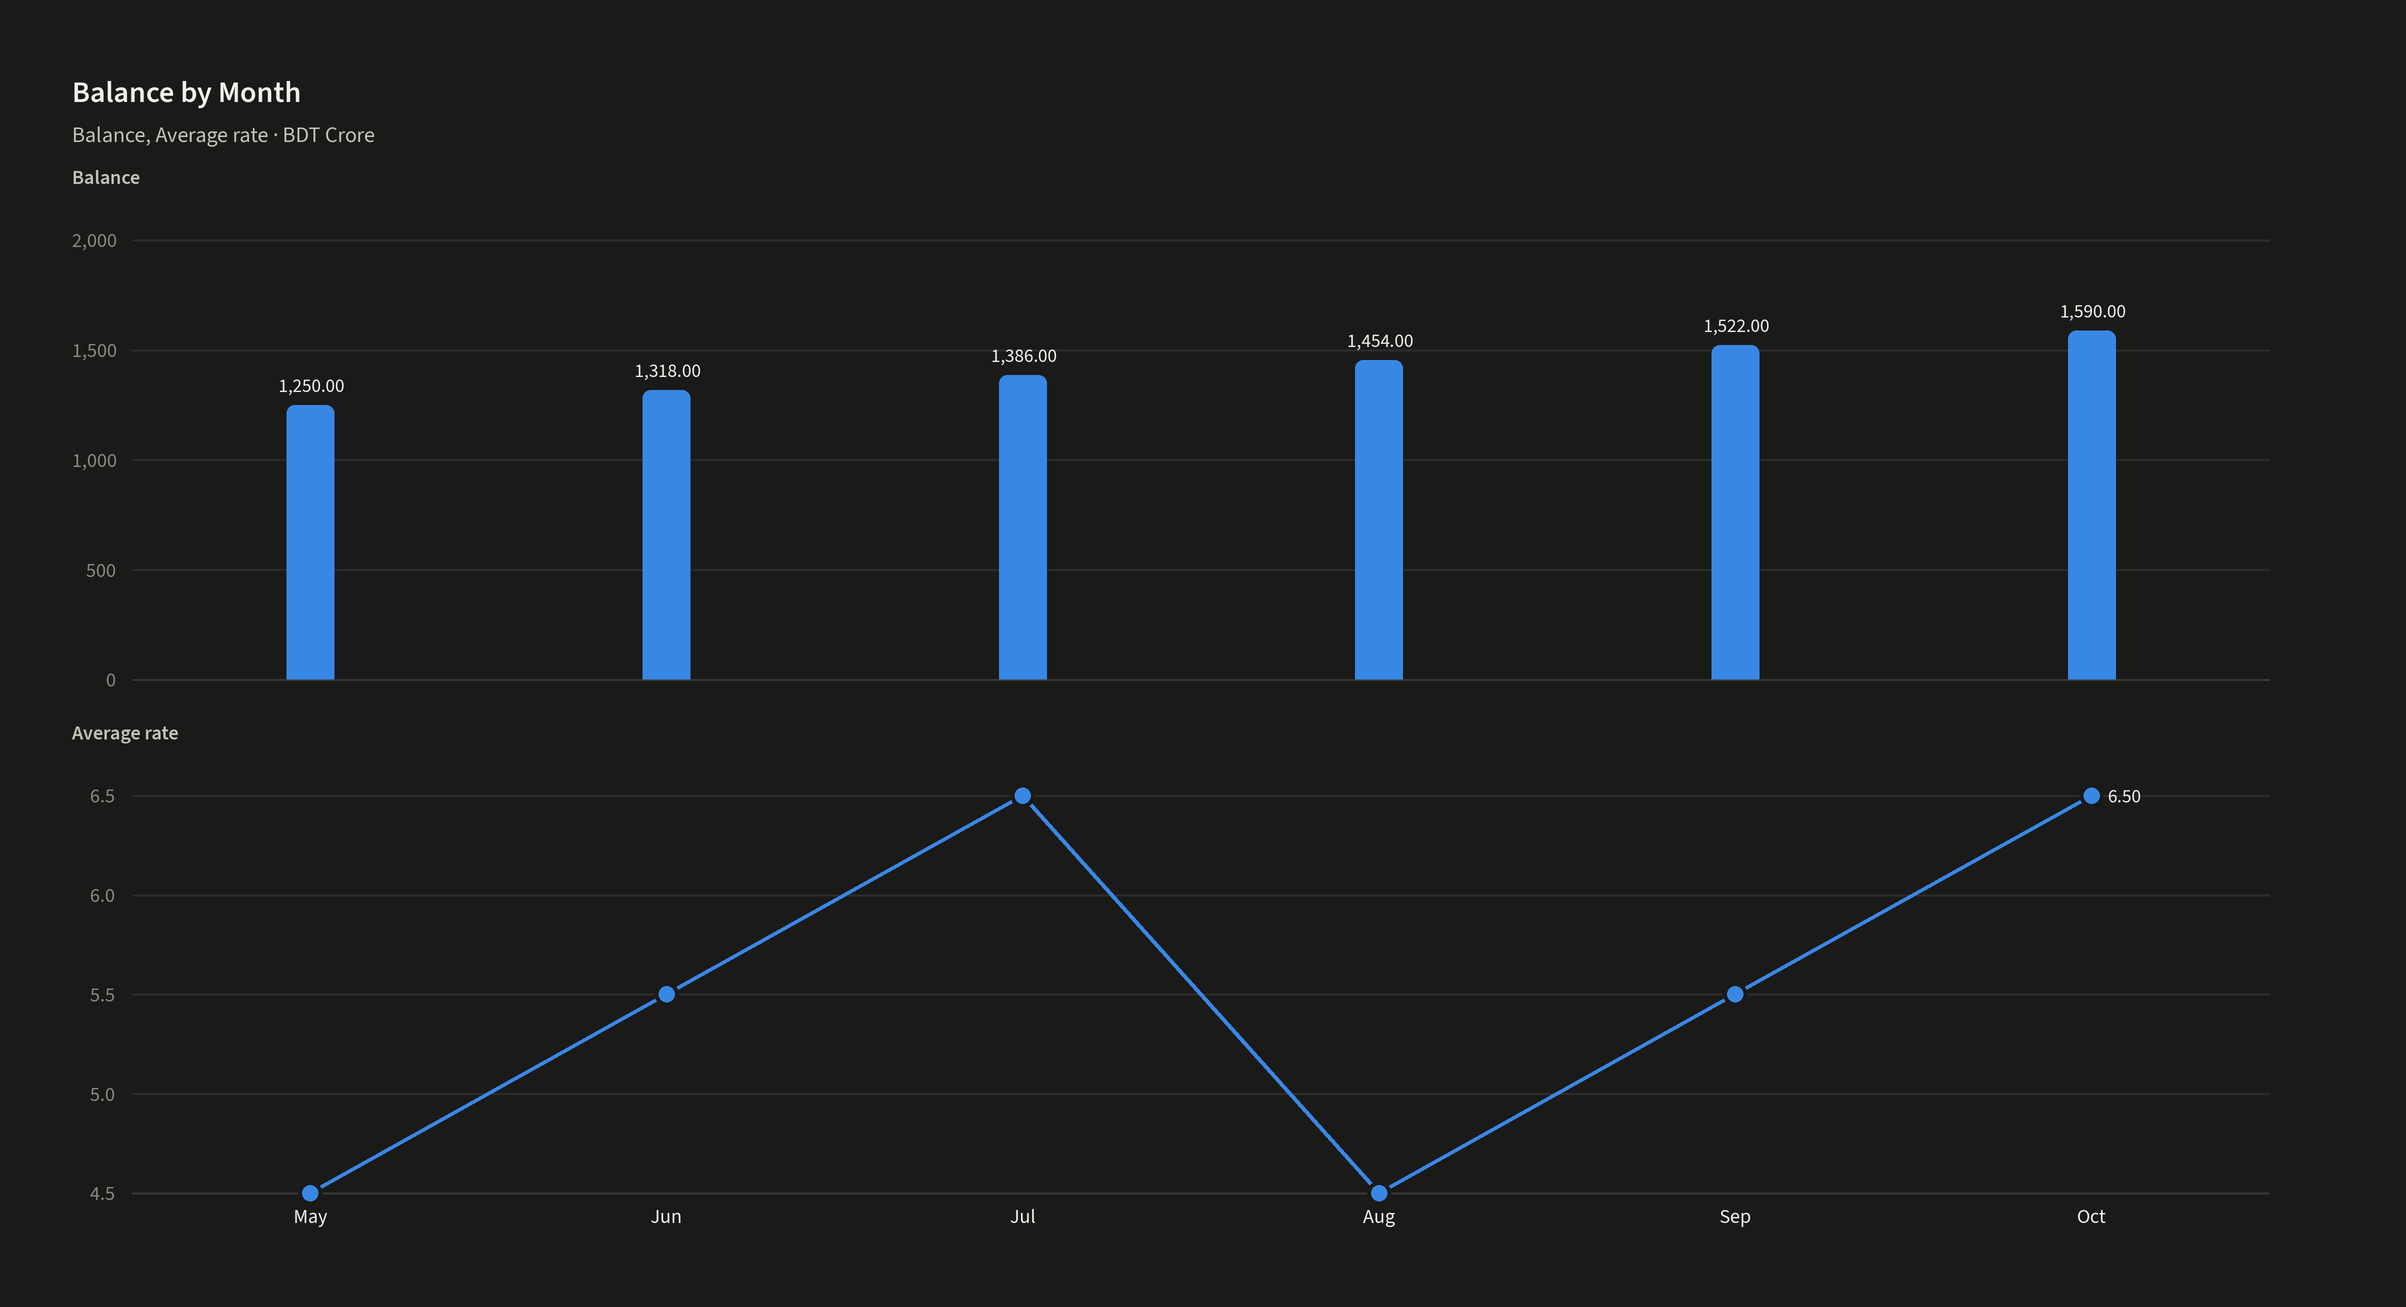 Balance by Month
Balance, Average rate · BDT Crore
Balance
2,000
1,500
1,000
500
0
1,250.00
1,318.00
1,386.00
1,454.00
1,522.00
1,590.00
Average rate
6.5
6.0
5.5
5.0
4.5
6.50
May
Jun
Jul
Aug
Sep
Oct